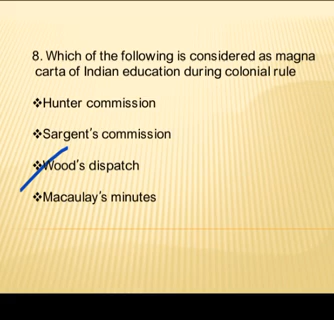 8. Which of the following is considered as magna
carta of Indian education during colonial rule
❖Hunter commission
❖Sargent's commission
❖Wood's dispatch
❖Macaulay's minutes